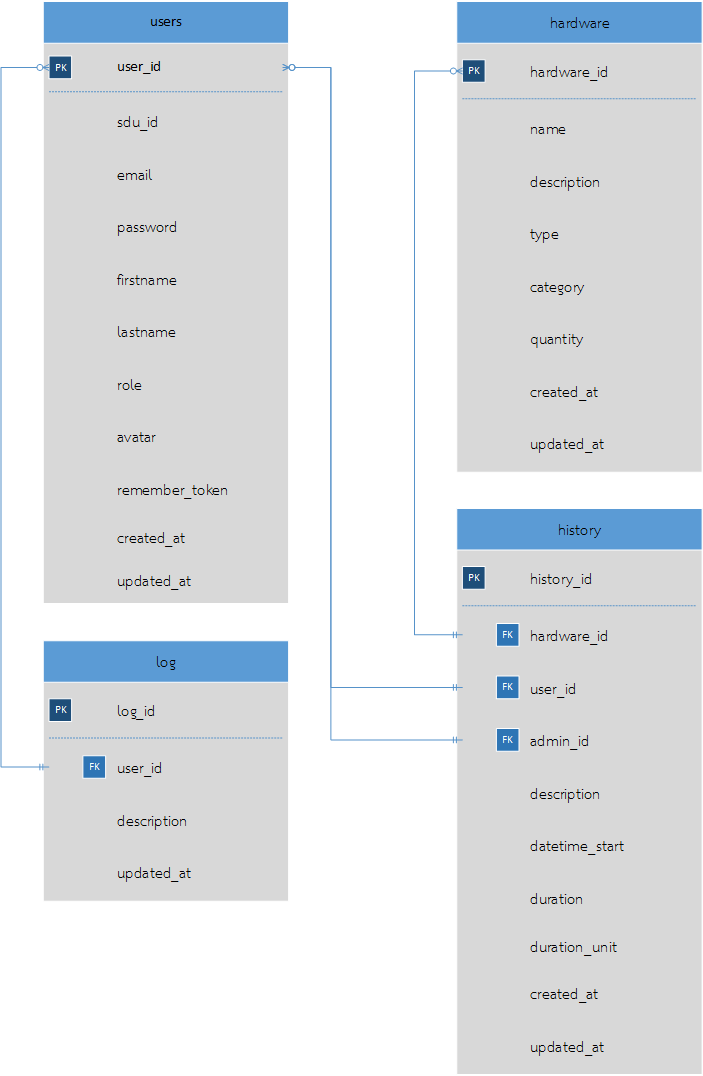 users
PK user_id
sdu_id
email
password
firstname
lastname
role
avatar
remember_token
created_at
updated_at
log
PK log_id
FK user_id
description
updated_at
hardware
PK hardware_id
name
description
type
category
quantity
created_at
updated_at
history
PK history_id
FK hardware_id
FK user_id
FK admin_id
description
datetime_start
duration
duration_unit
created_at
updated_at